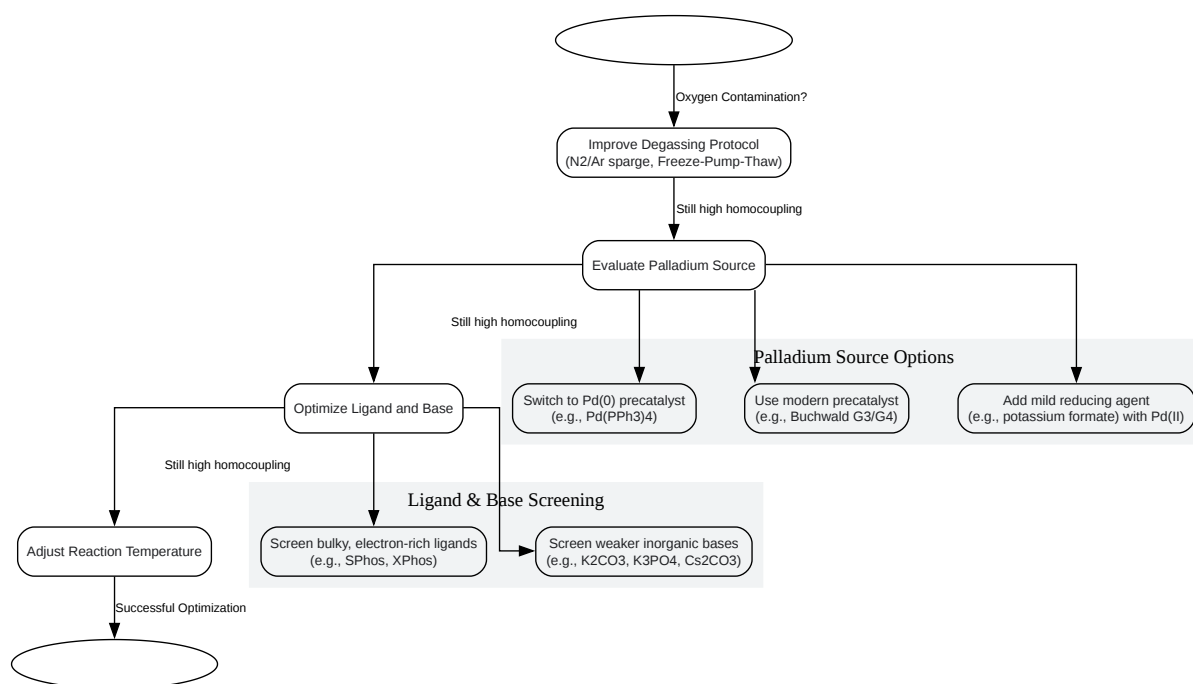 Oxygen Contamination?
Improve Degassing Protocol
(N2/Ar sparge, Freeze-Pump-Thaw)
Still high homocoupling
Evaluate Palladium Source
Still high homocoupling
Palladium Source Options
Switch to Pd(0) precatalyst
(e.g., Pd(PPh3)4)
Use modern precatalyst
(e.g., Buchwald G3/G4)
Add mild reducing agent
(e.g., potassium formate) with Pd(II)
Optimize Ligand and Base
Still high homocoupling
Ligand & Base Screening
Screen bulky, electron-rich ligands
(e.g., SPhos, XPhos)
Screen weaker inorganic bases
(e.g., K2CO3, K3PO4, Cs2CO3)
Adjust Reaction Temperature
Successful Optimization